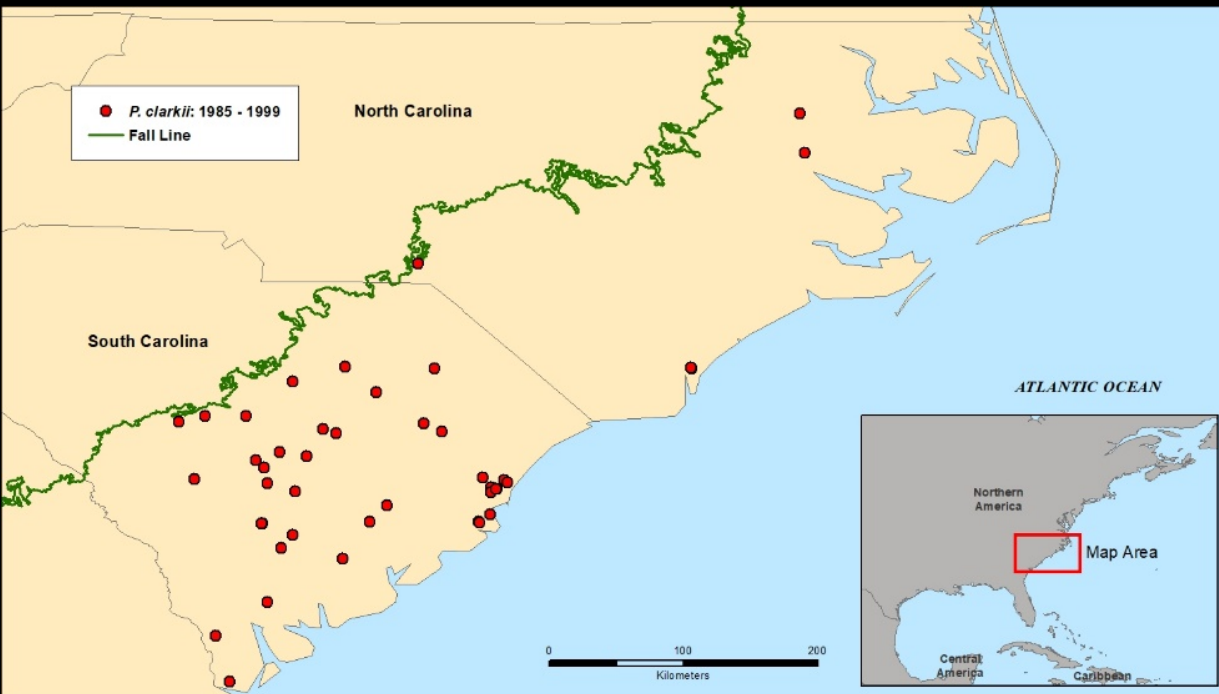 P. clarkii: 1985 - 1999
Fall Line
North Carolina
South Carolina
ATLANTIC OCEAN
Northern
America
Map Area
Central
America
Caribbean
0 100 200
Kilometers